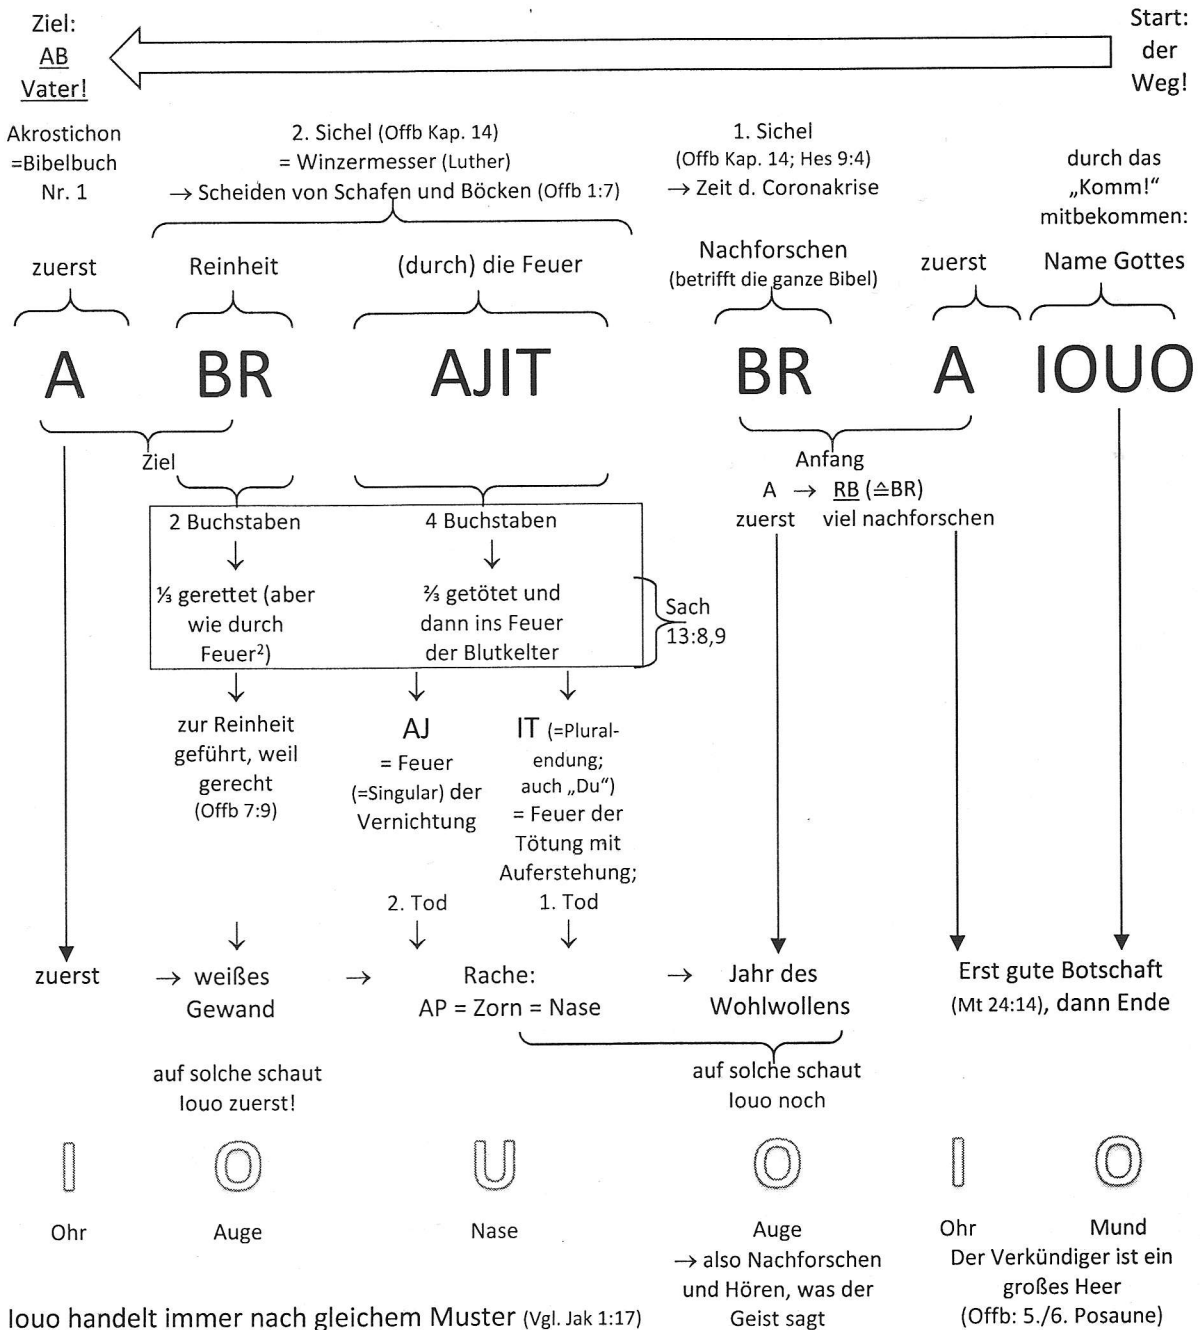 Ziel:
AB
Vater!
Start:
der
Weg!
Akrostichon
=Bibelbuch
Nr. 1
2. Sichel (Offb Kap. 14)
= Winzermesser (Luther)
→ Scheiden von Schafen und Böcken (Offb 1:7)
1. Sichel
(Offb Kap. 14; Hes 9:4)
→ Zeit d. Coronakrise
durch das
„Komm!“
mitbekommen:
zuerst
Reinheit
(durch) die Feuer
Nachforschen
(betrifft die ganze Bibel)
zuerst
Name Gottes
A BR AJIT BR A IOUO
Ziel
Anfang
A → RB (≙BR)
zuerst viel nachforschen
2 Buchstaben
↓
⅓ gerettet (aber
wie durch
Feuer²)
4 Buchstaben
↓
⅔ getötet und
dann ins Feuer
der Blutkelter
Sach
13:8,9
↓
zur Reinheit
geführt, weil
gerecht
(Offb 7:9)
↓
↓
AJ
= Feuer
(=Singular) der
Vernichtung
2. Tod
↓
↓
IT (=Plural-
endung;
auch „Du“)
= Feuer der
Tötung mit
Auferstehung;
1. Tod
↓
zuerst
→ weißes
Gewand
→ Rache:
AP = Zorn = Nase
→ Jahr des
Wohlwollens
Erst gute Botschaft
(Mt 24:14), dann Ende
auf solche schaut
Iouo zuerst!
auf solche schaut
Iouo noch
I O U O I O
Ohr
Auge
Nase
Auge
→ also Nachforschen
und Hören, was der
Geist sagt
Ohr Mund
Der Verkündiger ist ein
großes Heer
(Offb: 5./6. Posaune)
Iouo handelt immer nach gleichem Muster (Vgl. Jak 1:17)